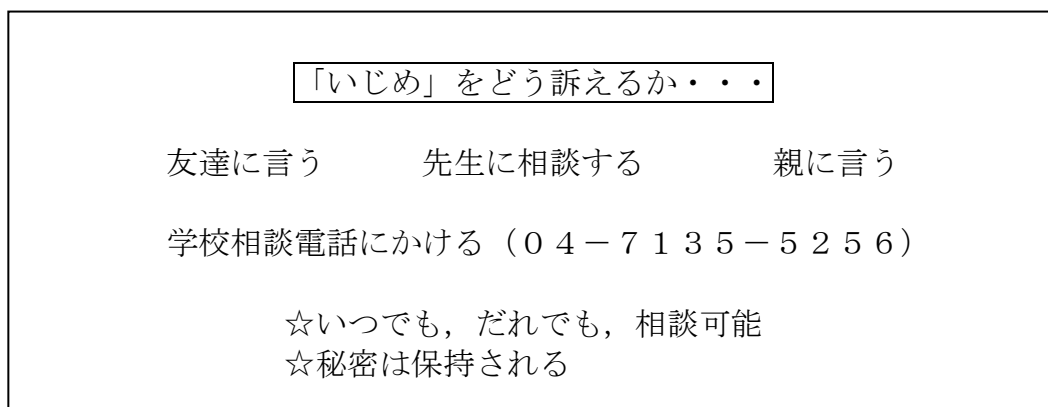 「いじめ」をどう訴えるか・・・
友達に言う　　　先生に相談する　　　　親に言う
学校相談電話にかける（０４－７１３５－５２５６）
☆いつでも，だれでも，相談可能
☆秘密は保持される